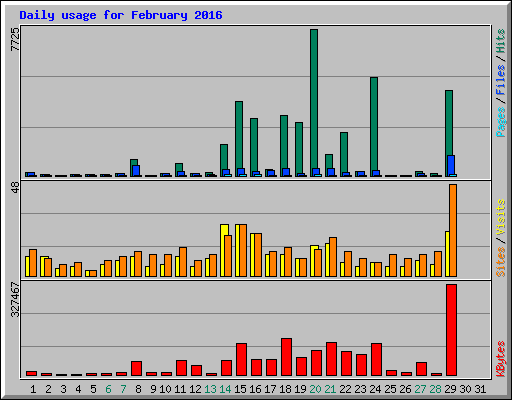 Daily usage for February 2016
7725
Pages / Files / Hits
48
Sites / Visits
327467
KBytes
1 2 3 4 5 6 7 8 9 10 11 12 13 14 15 16 17 18 19 20 21 22 23 24 25 26 27 28 29 30 31